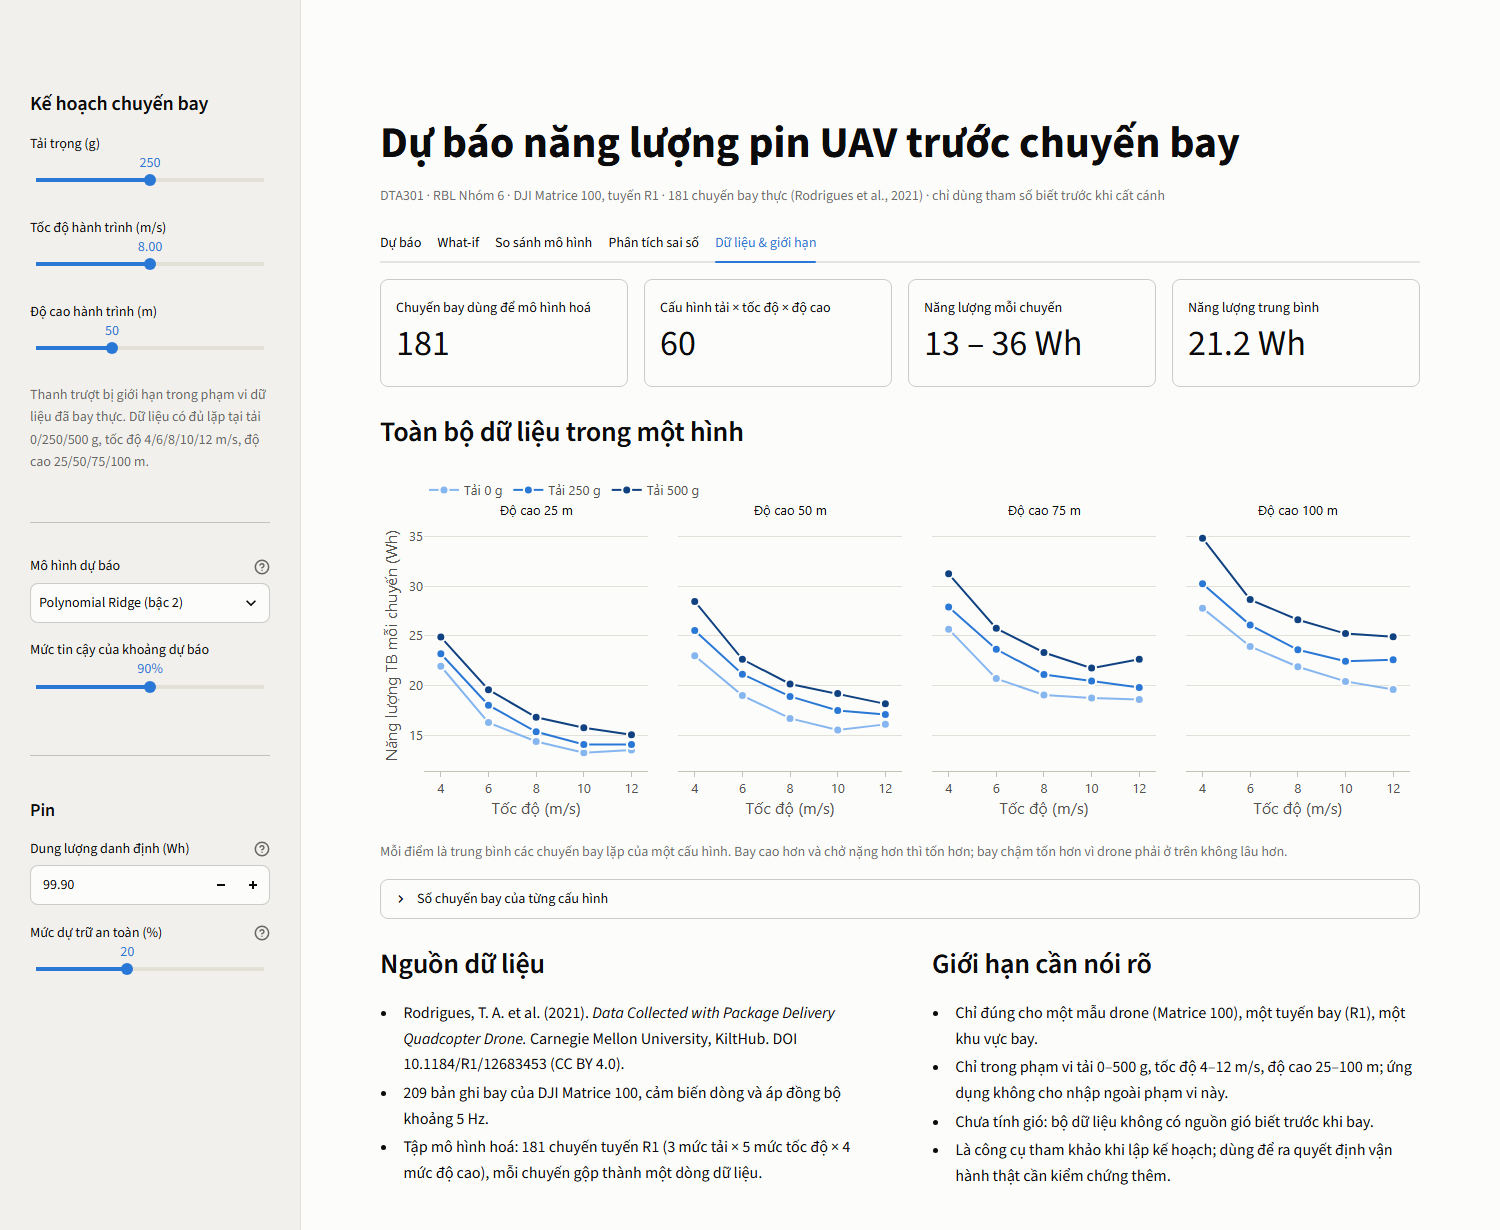 Kế hoạch chuyến bay
Tải trọng (g)
250
Tốc độ hành trình (m/s)
8.00
Độ cao hành trình (m)
50
Thanh trượt bị giới hạn trong phạm vi dữ
liệu đã bay thực. Dữ liệu có đủ lặp tại tải
0/250/500 g, tốc độ 4/6/8/10/12 m/s, độ
cao 25/50/75/100 m.
Mô hình dự báo
Polynomial Ridge (bậc 2)
Mức tin cậy của khoảng dự báo
90%
Pin
Dung lượng danh định (Wh)
99.90
Mức dự trữ an toàn (%)
20
Dự báo năng lượng pin UAV trước chuyến bay
DTA301 · RBL Nhóm 6 · DJI Matrice 100, tuyến R1 · 181 chuyến bay thực (Rodrigues et al., 2021) · chỉ dùng tham số biết trước khi cất cánh
Dự báo What-if So sánh mô hình Phân tích sai số Dữ liệu & giới hạn
Chuyến bay dùng để mô hình hoá
181
Cấu hình tải × tốc độ × độ cao
60
Năng lượng mỗi chuyến
13 – 36 Wh
Năng lượng trung bình
21.2 Wh
Toàn bộ dữ liệu trong một hình
Tải 0 g Tải 250 g Tải 500 g
Độ cao 25 m Độ cao 50 m Độ cao 75 m Độ cao 100 m
Năng lượng TB mỗi chuyến (Wh)
35
30
25
20
15
4 6 8 10 12 4 6 8 10 12 4 6 8 10 12 4 6 8 10 12
Tốc độ (m/s) Tốc độ (m/s) Tốc độ (m/s) Tốc độ (m/s)
Mỗi điểm là trung bình các chuyến bay lặp của một cấu hình. Bay cao hơn và chở nặng hơn thì tốn hơn; bay chậm tốn hơn vì drone phải ở trên không lâu hơn.
Số chuyến bay của từng cấu hình
Nguồn dữ liệu
• Rodrigues, T. A. et al. (2021). Data Collected with Package Delivery
Quadcopter Drone. Carnegie Mellon University, KiltHub. DOI
10.1184/R1/12683453 (CC BY 4.0).
• 209 bản ghi bay của DJI Matrice 100, cảm biến dòng và áp đồng bộ
khoảng 5 Hz.
• Tập mô hình hoá: 181 chuyến tuyến R1 (3 mức tải × 5 mức tốc độ × 4
mức độ cao), mỗi chuyến gộp thành một dòng dữ liệu.
Giới hạn cần nói rõ
• Chỉ đúng cho một mẫu drone (Matrice 100), một tuyến bay (R1), một
khu vực bay.
• Chỉ trong phạm vi tải 0–500 g, tốc độ 4–12 m/s, độ cao 25–100 m; ứng
dụng không cho nhập ngoài phạm vi này.
• Chưa tính gió: bộ dữ liệu không có nguồn gió biết trước khi bay.
• Là công cụ tham khảo khi lập kế hoạch; dùng để ra quyết định vận
hành thật cần kiểm chứng thêm.